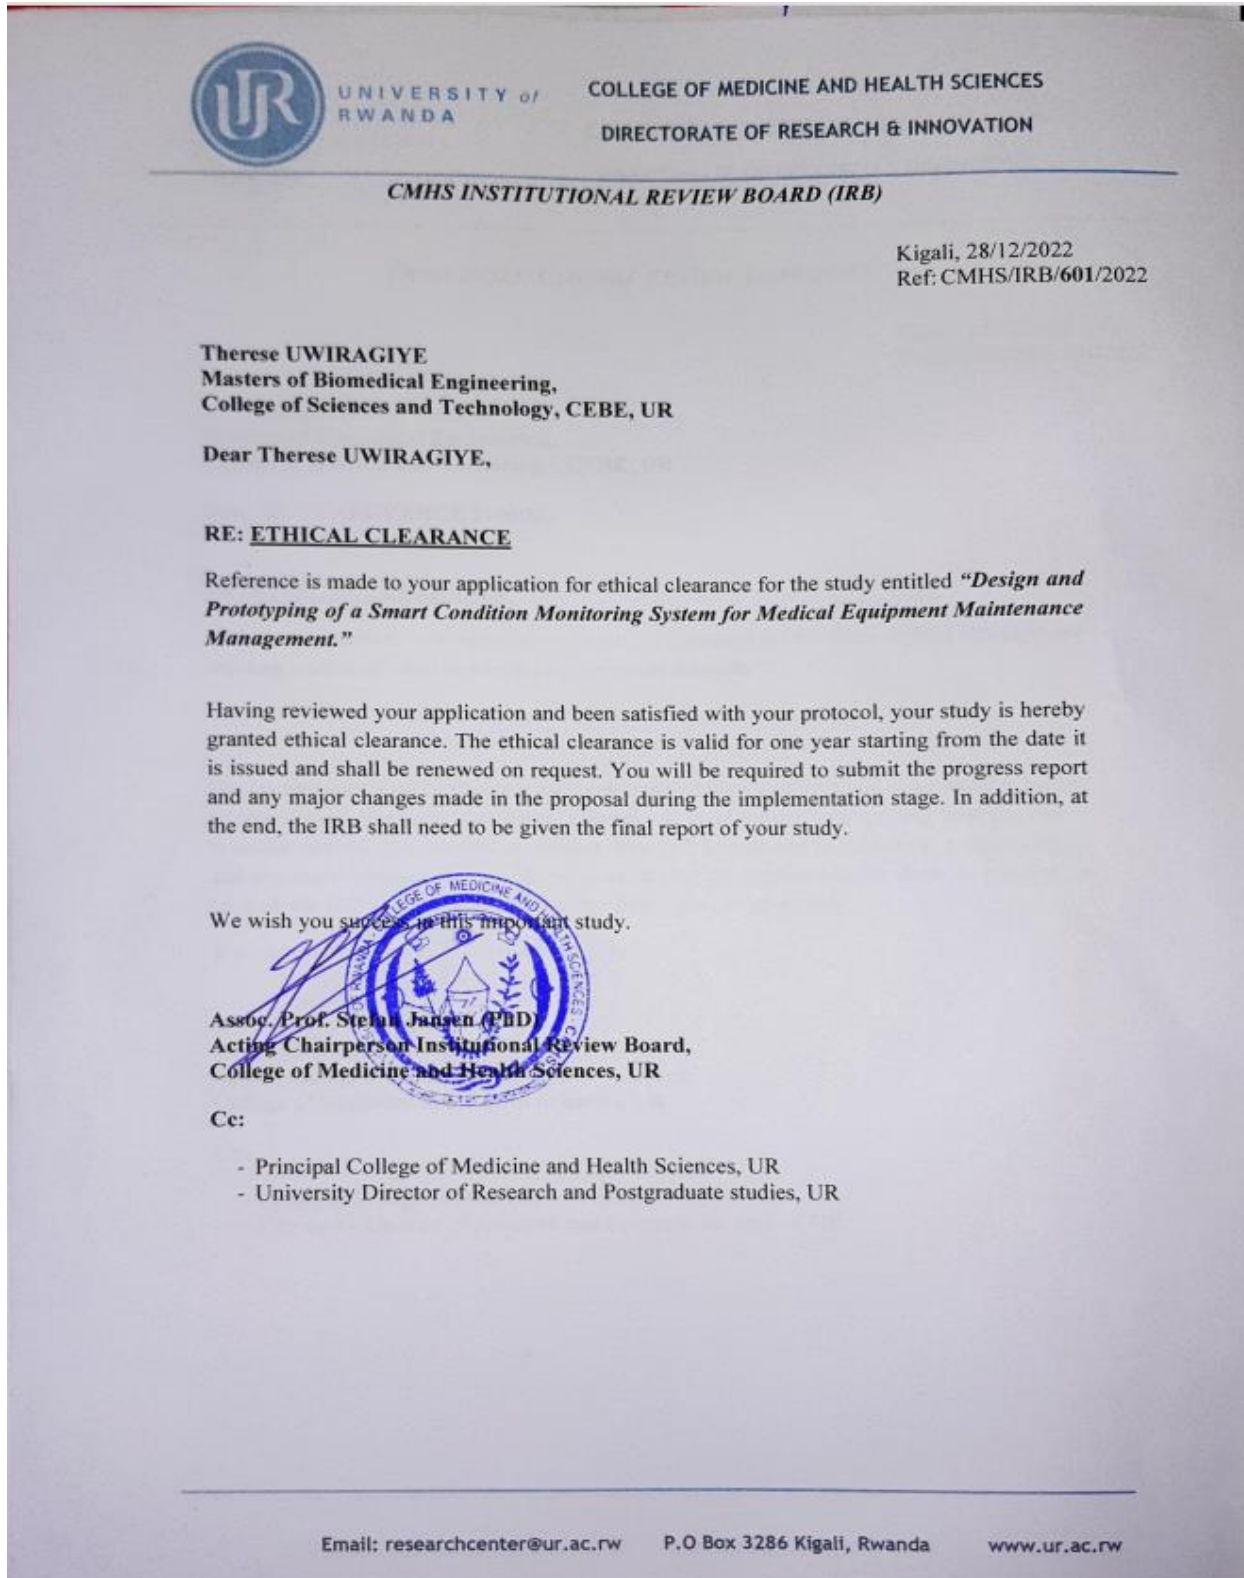 UR
UNIVERSITY of
RWANDA
COLLEGE OF MEDICINE AND HEALTH SCIENCES
DIRECTORATE OF RESEARCH & INNOVATION
CMHS INSTITUTIONAL REVIEW BOARD (IRB)
Kigali, 28/12/2022
Ref: CMHS/IRB/601/2022
Therese UWIRAGIYE
Masters of Biomedical Engineering,
College of Sciences and Technology, CEBE, UR
Dear Therese UWIRAGIYE,
RE: ETHICAL CLEARANCE
Reference is made to your application for ethical clearance for the study entitled “Design and
Prototyping of a Smart Condition Monitoring System for Medical Equipment Maintenance
Management.”
Having reviewed your application and been satisfied with your protocol, your study is hereby
granted ethical clearance. The ethical clearance is valid for one year starting from the date it
is issued and shall be renewed on request. You will be required to submit the progress report
and any major changes made in the proposal during the implementation stage. In addition, at
the end, the IRB shall need to be given the final report of your study.
We wish you success in this important study.
COLLEGE OF MEDICINE AND HEALTH SCIENCES
Assoc. Prof. Stefan Jansen (PhD)
Acting Chairperson Institutional Review Board,
College of Medicine and Health Sciences, UR
Cc:
- Principal College of Medicine and Health Sciences, UR
- University Director of Research and Postgraduate studies, UR
Email: researchcenter@ur.ac.rw P.O Box 3286 Kigali, Rwanda www.ur.ac.rw